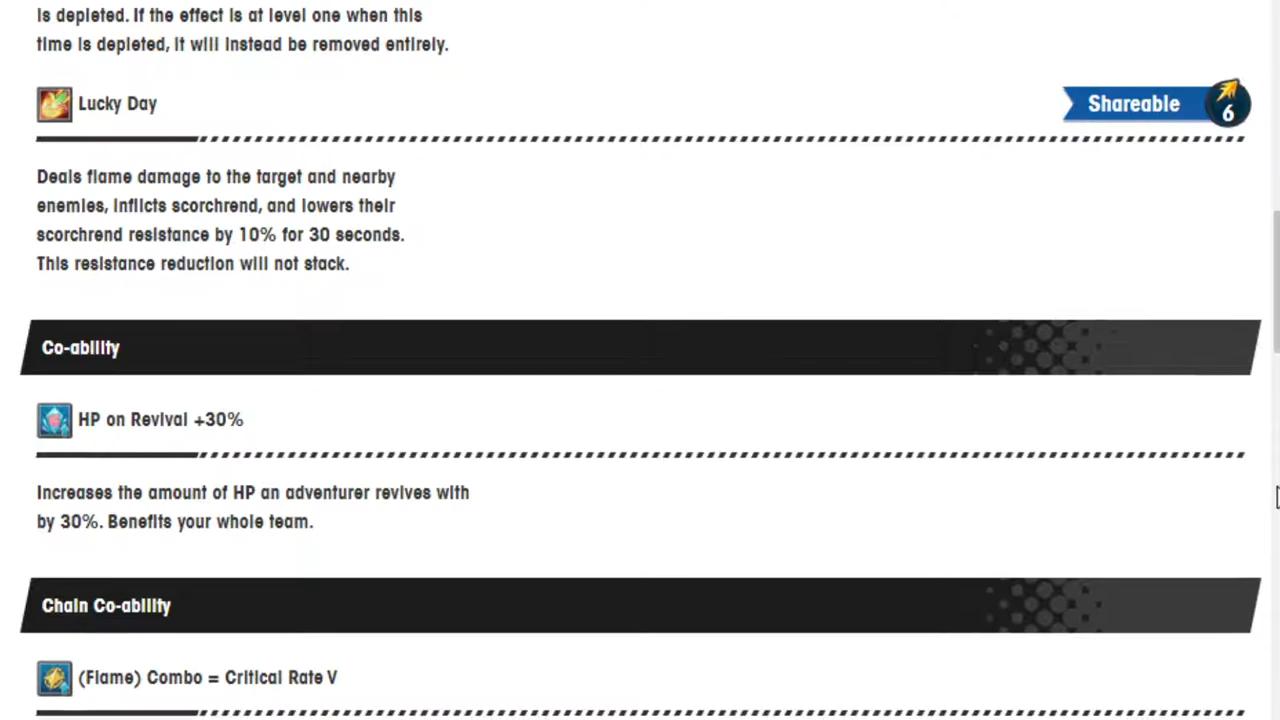 is depleted. If the effect is at level one when this
time is depleted, it will instead be removed entirely.
Lucky Day
Shareable
6
Deals flame damage to the target and nearby
enemies, inflicts scorchrend, and lowers their
scorchrend resistance by 10% for 30 seconds.
This resistance reduction will not stack.
Co-ability
HP on Revival +30%
Increases the amount of HP an adventurer revives with
by 30%. Benefits your whole team.
Chain Co-ability
(Flame) Combo = Critical Rate V